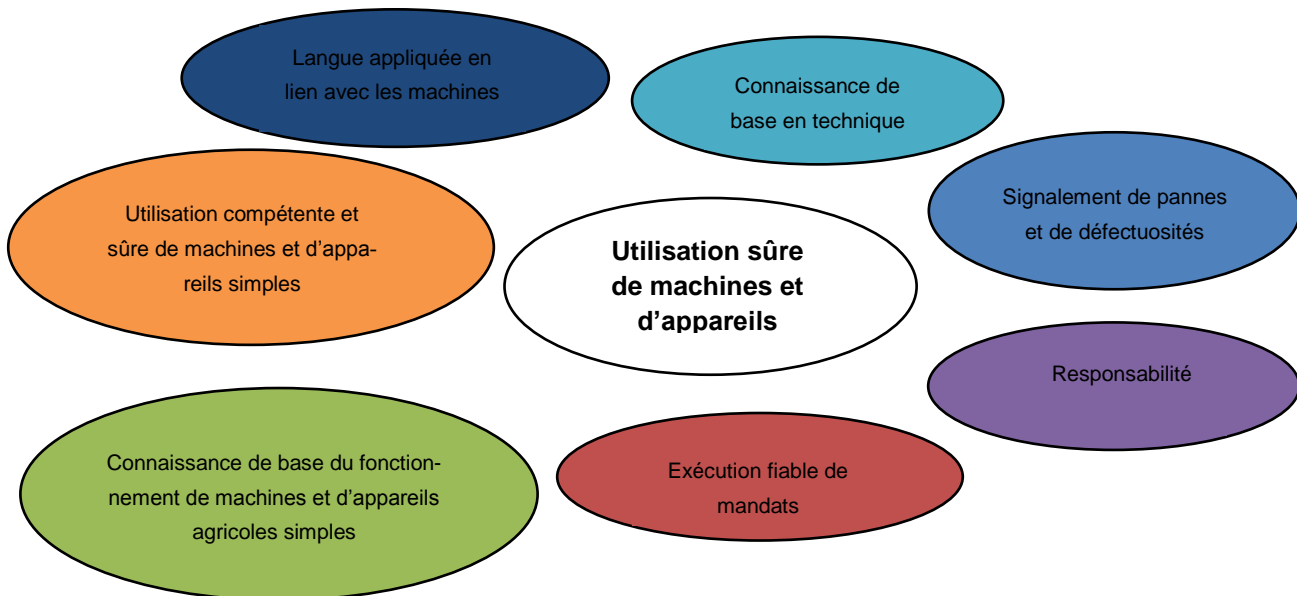 Langue appliquée en
lien avec les machines
Connaissance de
base en technique
Signalement de pannes
et de défectuosités
Utilisation compétente et
sûre de machines et d’appa-
reils simples
Utilisation sûre
de machines et
d’appareils
Responsabilité
Connaissance de base du fonction-
nement de machines et d’appareils
agricoles simples
Exécution fiable de
mandats